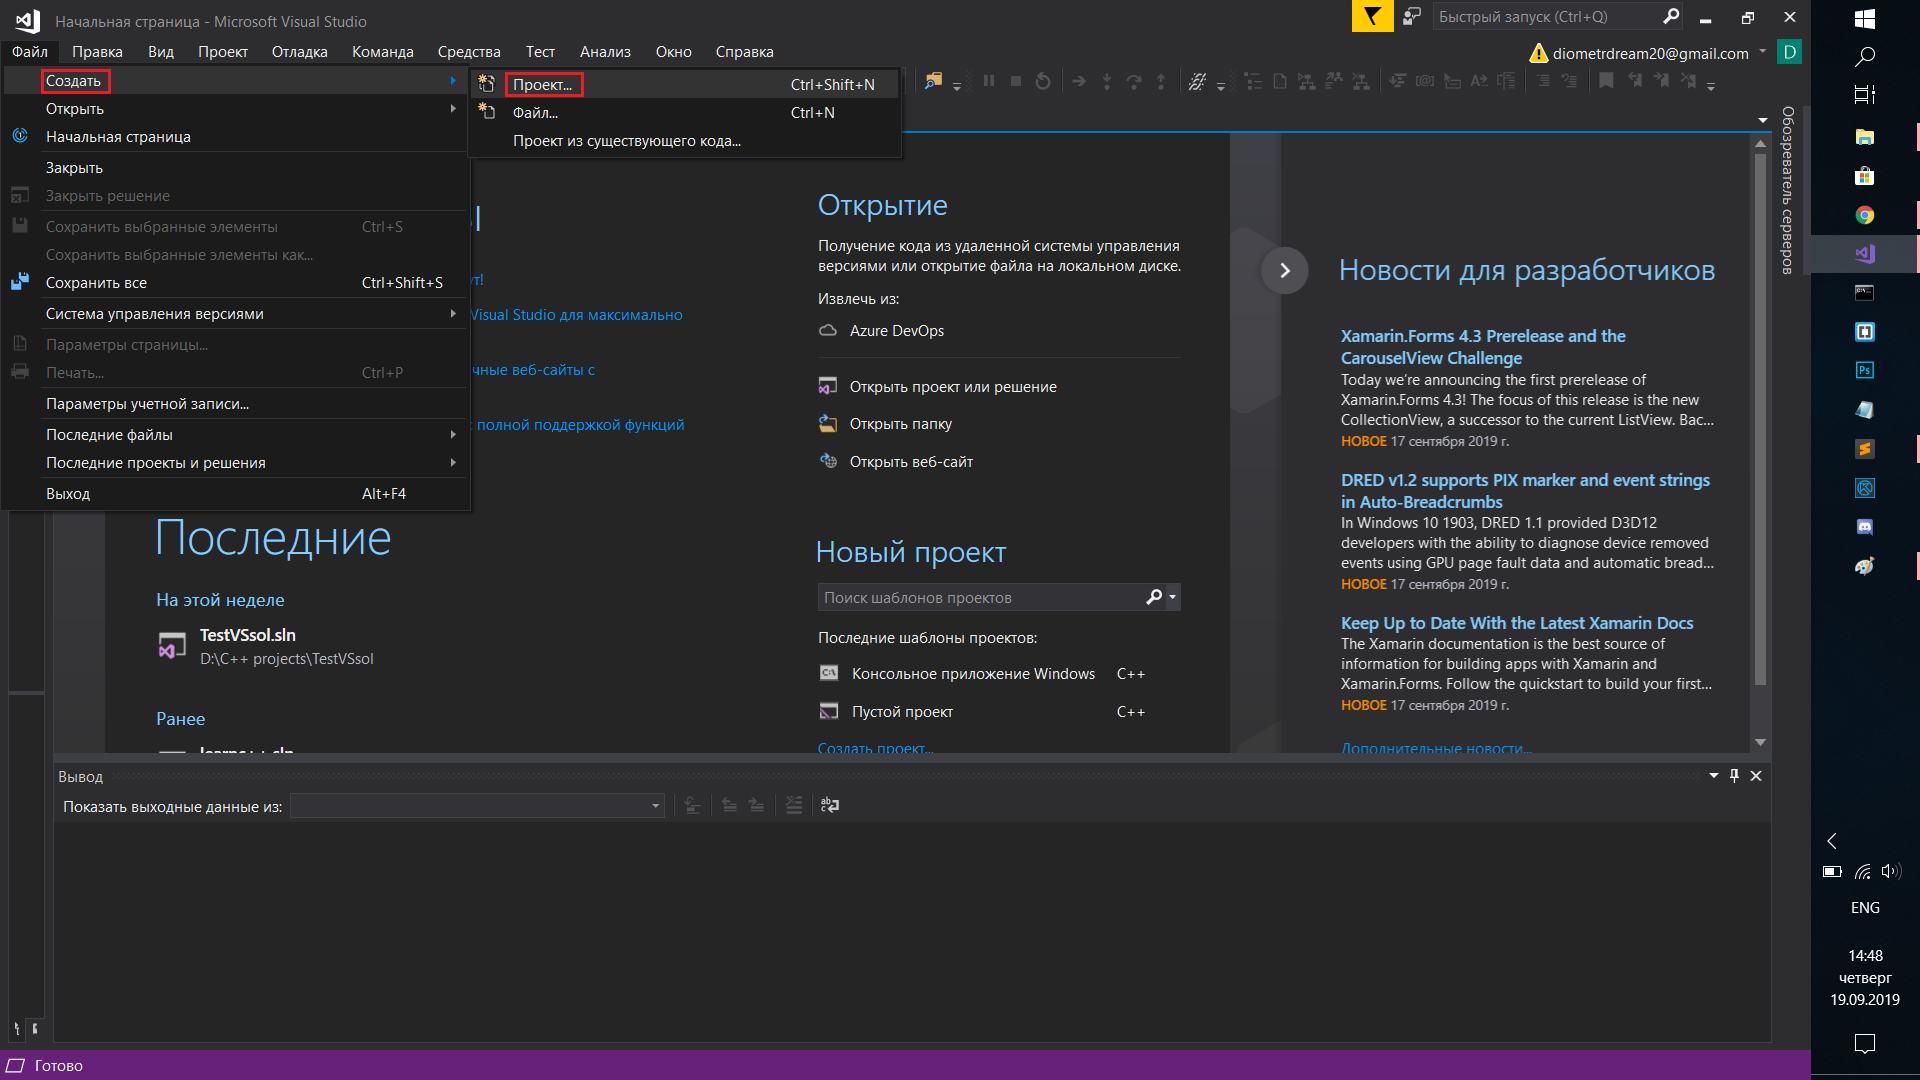 Начальная страница - Microsoft Visual Studio
Быстрый запуск (Ctrl+Q)
Файл Правка Вид Проект Отладка Команда Средства Тест Анализ Окно Справка
diometrdream20@gmail.com
D
Создать
Открыть
Начальная страница
Закрыть
Закрыть решение
Сохранить выбранные элементы Ctrl+S
Сохранить выбранные элементы как...
Сохранить все Ctrl+Shift+S
Система управления версиями
Параметры страницы...
Печать... Ctrl+P
Параметры учетной записи...
Последние файлы
Последние проекты и решения
Выход Alt+F4
Проект... Ctrl+Shift+N
Файл... Ctrl+N
Проект из существующего кода...
Visual Studio для максимально
веб-сайты с
полной поддержкой функций
Последние
На этой неделе
TestVSsol.sln
D:\C++ projects\TestVSsol
Ранее
learnc++.sln
Открытие
Получение кода из удаленной системы управления
версиями или открытие файла на локальном диске.
Извлечь из:
Azure DevOps
Открыть проект или решение
Открыть папку
Открыть веб-сайт
Новый проект
Поиск шаблонов проектов
Последние шаблоны проектов:
Консольное приложение Windows C++
Пустой проект C++
Создать проект...
Новости для разработчиков
Xamarin.Forms 4.3 Prerelease and the
CarouselView Challenge
Today we're announcing the first prerelease of
Xamarin.Forms 4.3! The focus of this release is the new
CollectionView, a successor to the current ListView. Bac...
НОВОЕ 17 сентября 2019 г.
DRED v1.2 supports PIX marker and event strings
in Auto-Breadcrumbs
In Windows 10 1903, DRED 1.1 provided D3D12
developers with the ability to diagnose device removed
events using GPU page fault data and automatic bread...
НОВОЕ 17 сентября 2019 г.
Keep Up to Date With the Latest Xamarin Docs
The Xamarin documentation is the best source of
information for building apps with Xamarin and
Xamarin.Forms. Follow the quickstart to build your first...
НОВОЕ 17 сентября 2019 г.
Дополнительные новости...
Обозреватель серверов
Вывод
Показать выходные данные из:
Готово
Ps
ENG
14:48
четверг
19.09.2019